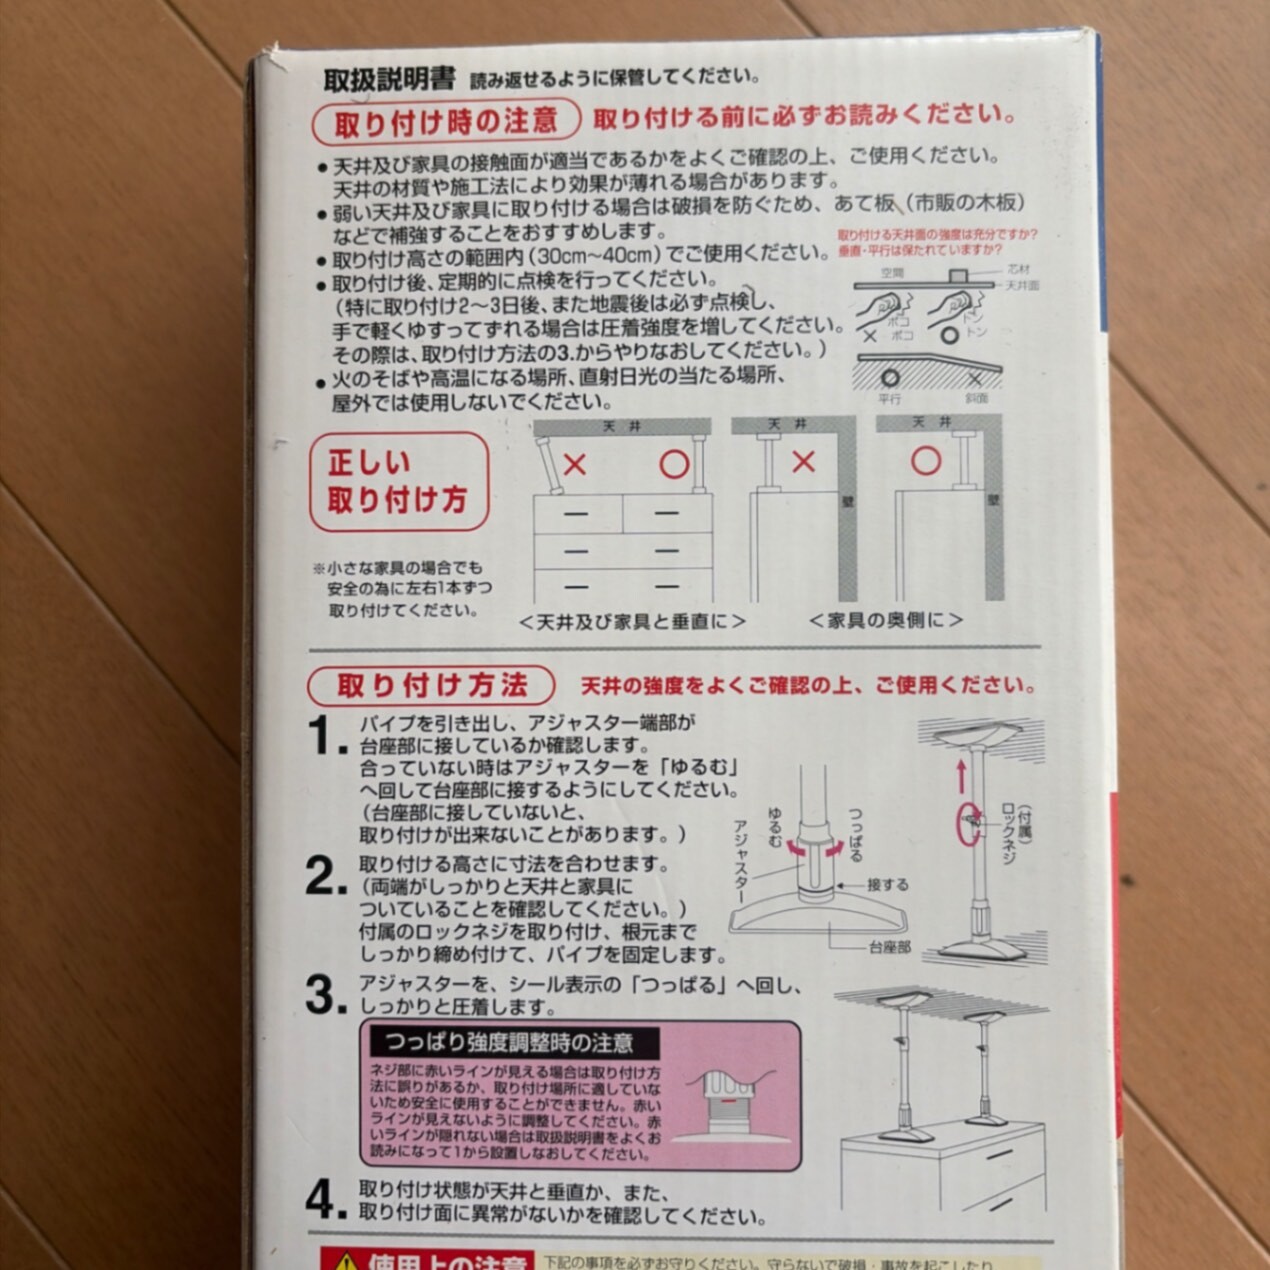 取扱説明書 読み返せるように保管してください。
取り付け時の注意 取り付ける前に必ずお読みください。
●天井及び家具の接触面が適当であるかをよくご確認の上、ご使用ください。
天井の材質や施工法により効果が薄れる場合があります。
●弱い天井及び家具に取り付ける場合は破損を防ぐため、あて板(市販の木板)
などで補強することをおすすめします。
●取り付け高さの範囲内(30cm〜40cm)でご使用ください。
●取り付け後、定期的に点検を行ってください。
(特に取り付け2〜3日後、また地震後は必ず点検し、
手で軽くゆすってずれる場合は圧着強度を増してください。
その際は、取り付け方法の3.からやりなおしてください。)
●火のそばや高温になる場所、直射日光の当たる場所、
屋外では使用しないでください。
取り付ける天井面の強度は充分ですか?
垂直・平行は保たれていますか?
空間
芯材
天井面
ポコ
ポコ
×
トン
トン
○
○
×
平行
斜面
正しい
取り付け方
※小さな家具の場合でも
安全の為に左右1本ずつ
取り付けてください。
天井
× ○
<天井及び家具と垂直に>
天井
×
壁
天井
○
壁
<家具の奥側に>
取り付け方法 天井の強度をよくご確認の上、ご使用ください。
1. パイプを引き出し、アジャスター端部が
台座部に接しているか確認します。
合っていない時はアジャスターを「ゆるむ」
へ回して台座部に接するようにしてください。
(台座部に接していないと、
取り付けが出来ないことがあります。)
2. 取り付ける高さに寸法を合わせます。
(両端がしっかりと天井と家具に
ついていることを確認してください。)
付属のロックネジを取り付け、根元まで
しっかり締め付けて、パイプを固定します。
アジャスター
ゆるむ
つっぱる
接する
台座部
(付属)
ロックネジ
3. アジャスターを、シール表示の「つっぱる」へ回し、
しっかりと圧着します。
つっぱり強度調整時の注意
ネジ部に赤いラインが見える場合は取り付け方
法に誤りがあるか、取り付け場所に適していな
いため安全に使用することができません。赤い
ラインが見えないように調整してください。赤
いラインが隠れない場合は取扱説明書をよくお
読みになって1から設置しなおしてください。
4. 取り付け状態が天井と垂直か、また、
取り付け面に異常がないかを確認してください。
使用上の注意 下記の事項を必ずお守りください。守らないで破損・事故を起こしたり